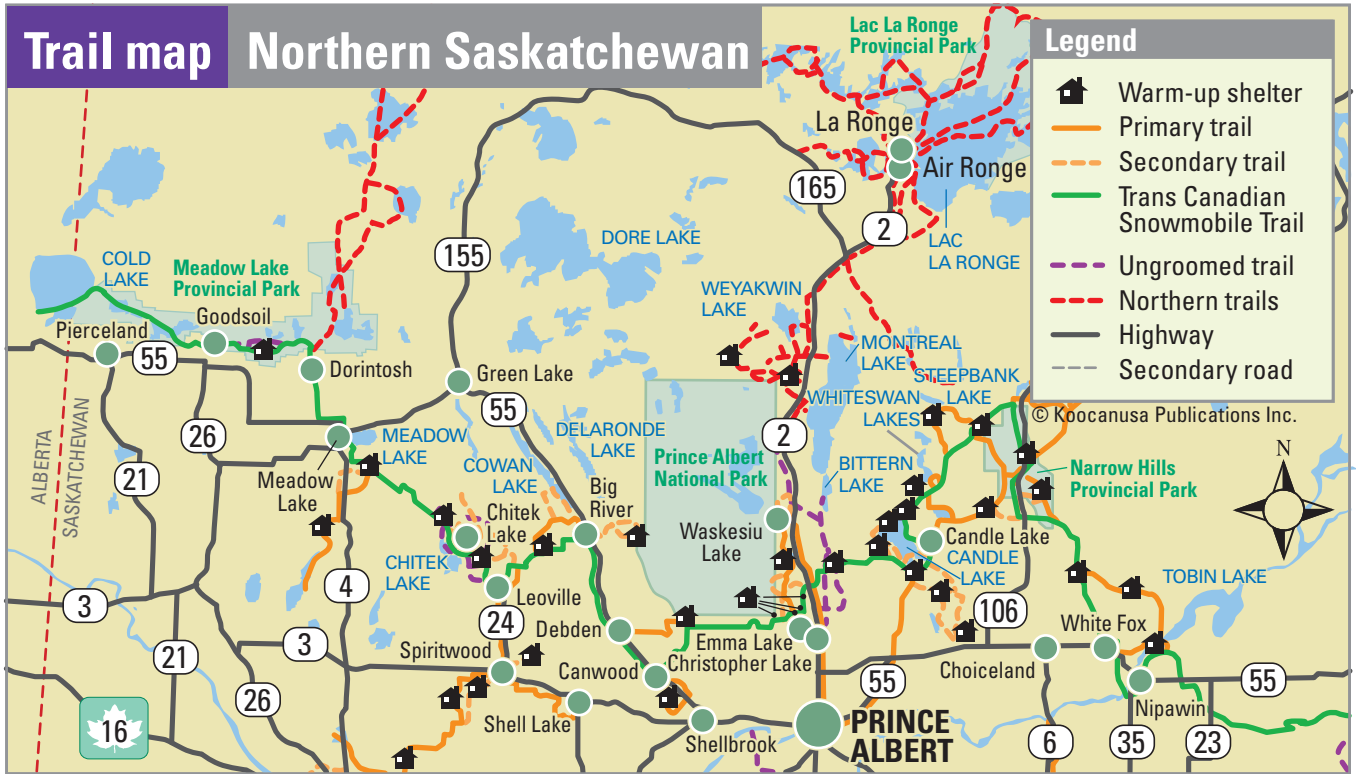 Trail map
Northern Saskatchewan
Lac La Ronge
Provincial Park
Legend
Warm-up shelter
Primary trail
Secondary trail
Trans Canadian
Snowmobile Trail
Ungroomed trail
Northern trails
Highway
Secondary road
© Koocanusa Publications Inc.
La Ronge
Air Ronge
165
2
LAC
LA RONGE
155
DORE LAKE
COLD
LAKE
Meadow Lake
Provincial Park
WEYAKWIN
LAKE
Goodsoil
Pierceland
55
Dorintosh
Green Lake
55
MONTREAL
LAKE
STEEPBANK
LAKE
WHITESWAN
LAKES
ALBERTA
SASKATCHEWAN
26
21
MEADOW
LAKE
Meadow
Lake
DELARONDE
LAKE
COWAN
LAKE
Big
River
Prince Albert
National Park
2
BITTERN
LAKE
Narrow Hills
Provincial Park
N
Chitek
Lake
CHITEK
LAKE
Waskesiu
Lake
Candle Lake
CANDLE
LAKE
TOBIN LAKE
3
4
Leoville
24
Debden
Emma Lake
Christopher Lake
106
White Fox
Choiceland
3
21
26
Spiritwood
Canwood
55
55
16
Shell Lake
Shellbrook
PRINCE
ALBERT
Nipawin
6
35
23